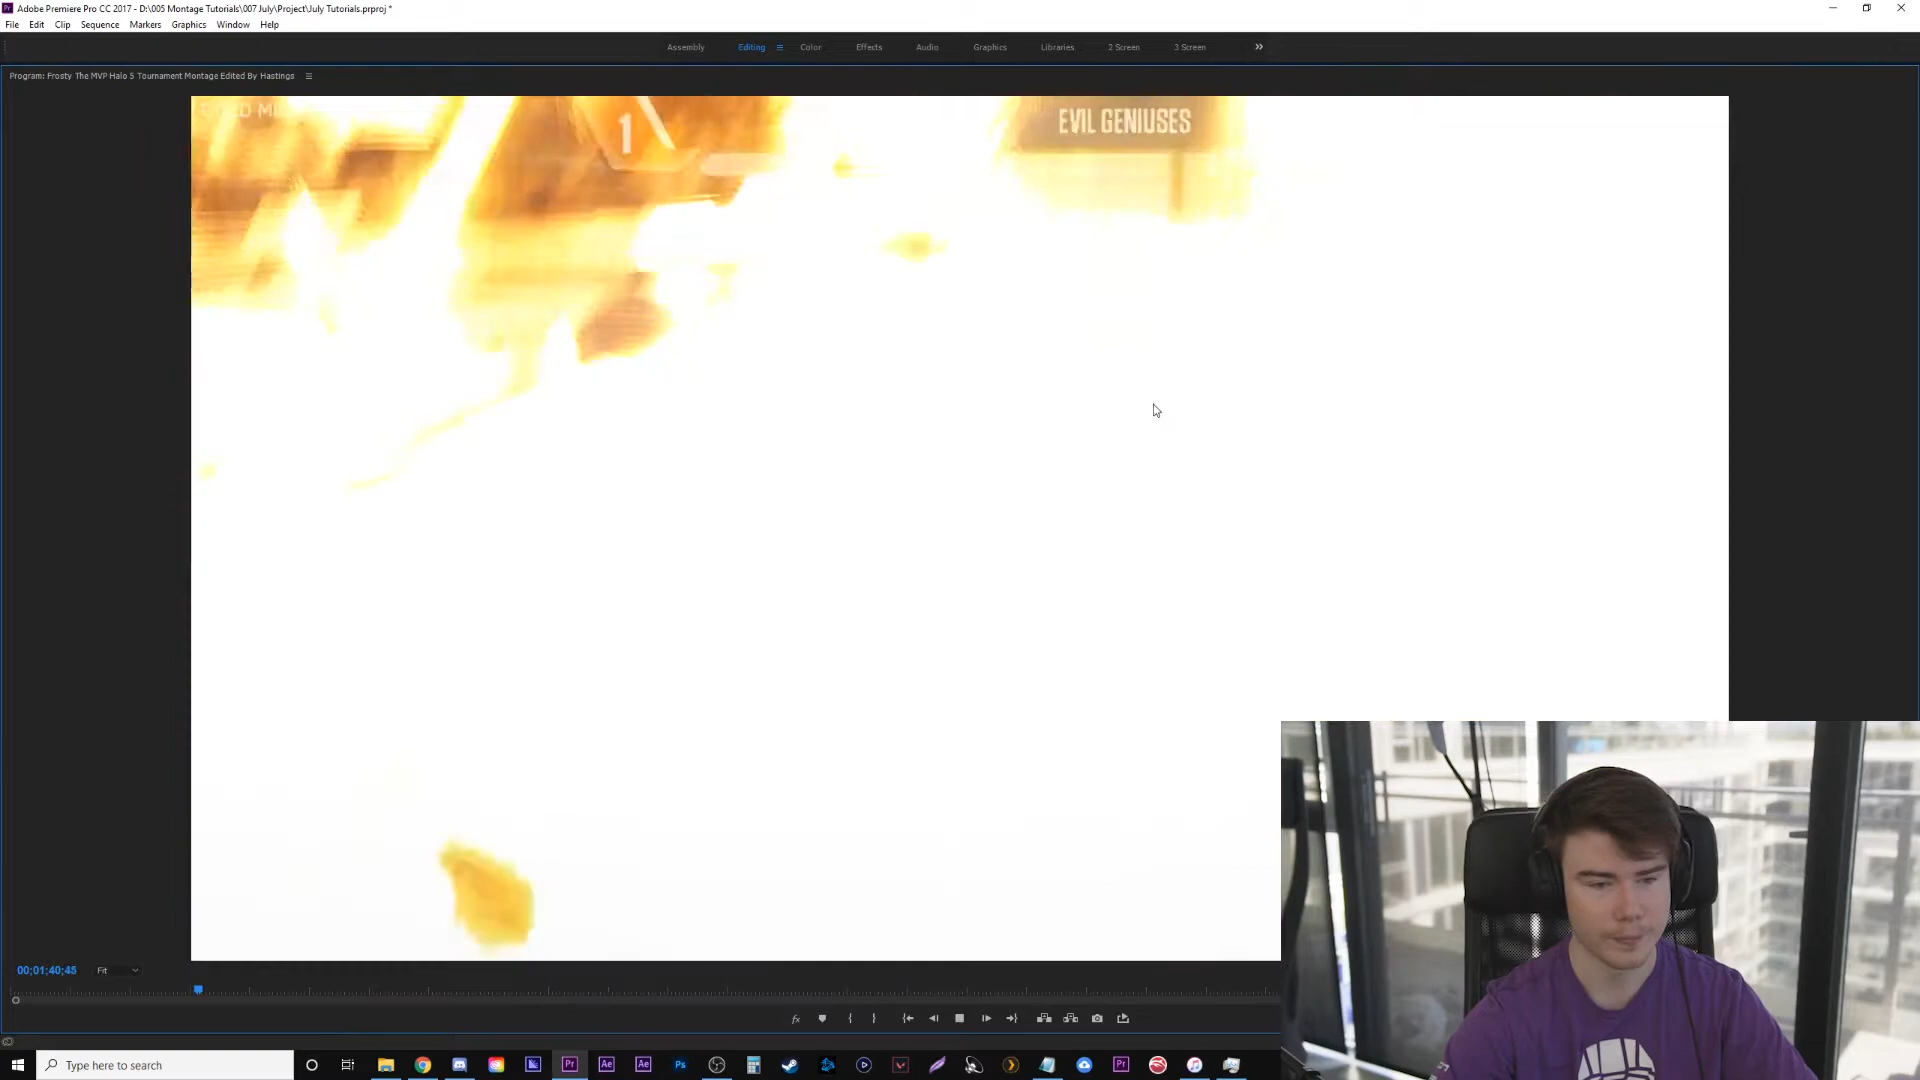 Adobe Premiere Pro CC 2017 - D:\005 Montage Tutorials\007 July\Project\July Tutorials.prproj *
File Edit Clip Sequence Markers Graphics Window Help
Assembly Editing Color Effects Audio Graphics Libraries 2 Screen 3 Screen
Program: Frosty The MVP Halo 5 Tournament Montage Edited By Hastings
1
EVIL GENIUSES
00;01;40;48 Fit
Type here to search